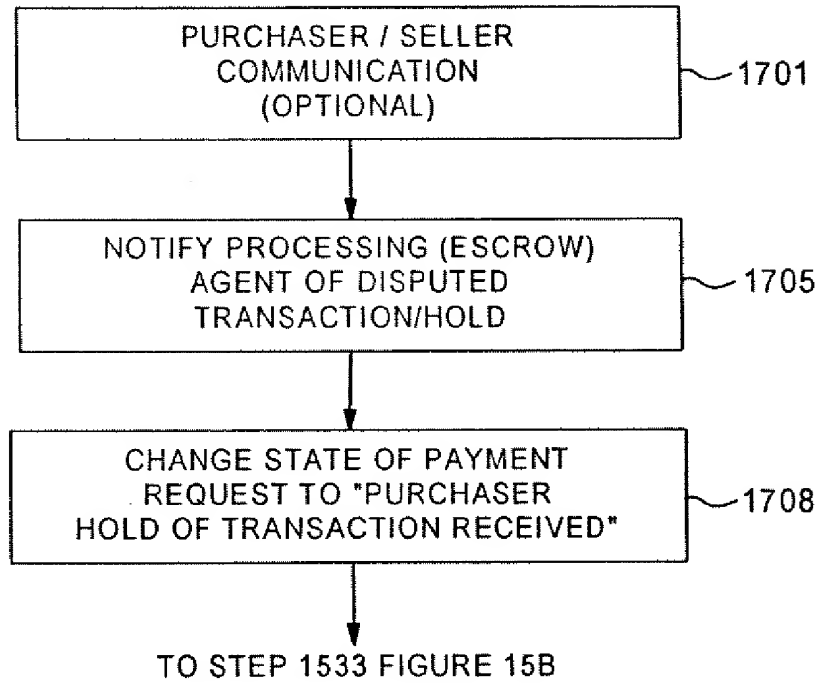 PURCHASER / SELLER
COMMUNICATION
(OPTIONAL)
1701
NOTIFY PROCESSING (ESCROW)
AGENT OF DISPUTED
TRANSACTION/HOLD
1705
CHANGE STATE OF PAYMENT
REQUEST TO "PURCHASER
HOLD OF TRANSACTION RECEIVED"
1708
TO STEP 1533 FIGURE 15B